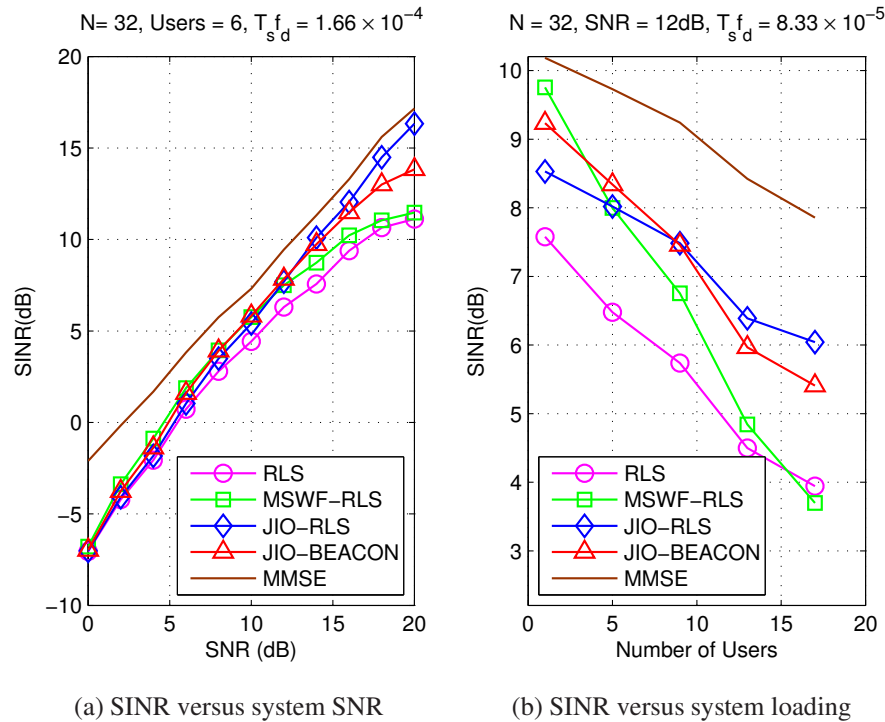 N= 32, Users = 6, T_s f_d = 1.66 × 10^−4
20
15
10
5
0
−5
−10
SINR(dB)
0
5
10
15
20
SNR (dB)
RLS
MSWF−RLS
JIO−RLS
JIO−BEACON
MMSE
(a) SINR versus system SNR
N = 32, SNR = 12dB, T_s f_d = 8.33 × 10^−5
10
9
8
7
6
5
4
3
SINR(dB)
0
5
10
15
20
Number of Users
RLS
MSWF−RLS
JIO−RLS
JIO−BEACON
MMSE
(b) SINR versus system loading